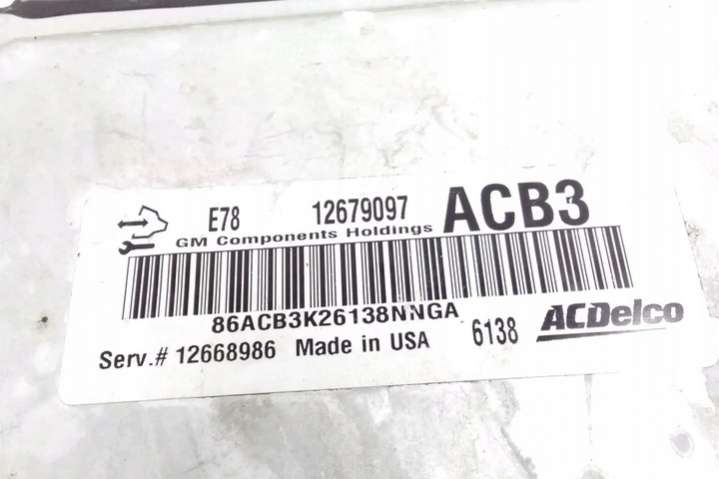 E78 12679097 ACB3
GM Components Holdings
86ACB3K26138NNGA
Serv.# 12668986 Made in USA 6138 ACDelco